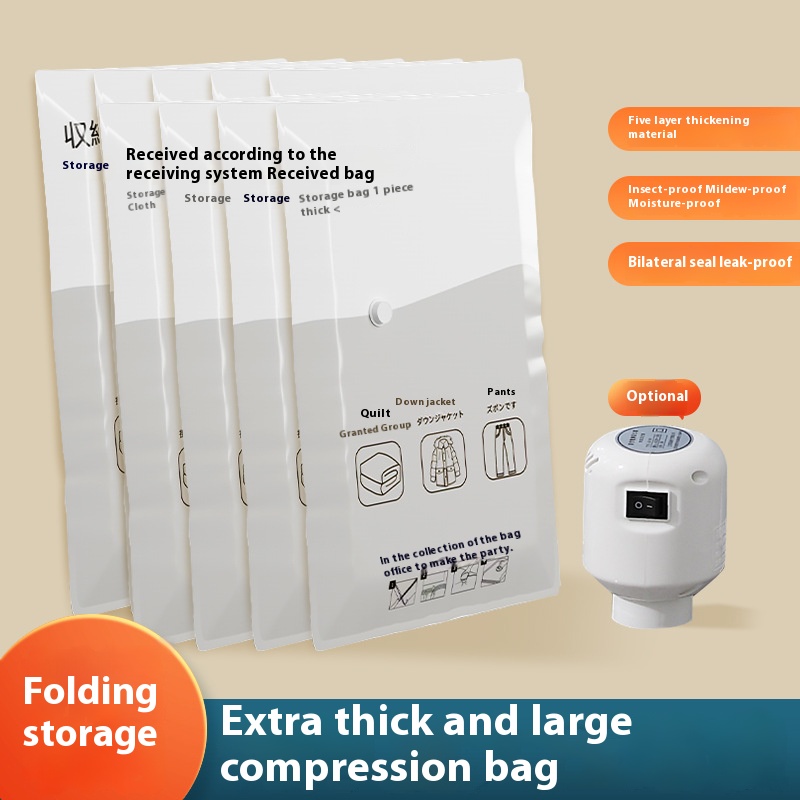 収納
Storage
Received according to the
receiving system Received bag
Storage
Cloth
Storage
Storage
Storage bag 1 piece
thick <
Five layer thickening
material
Insect-proof Mildew-proof
Moisture-proof
Bilateral seal leak-proof
Optional
Quilt
Granted Group
Down jacket
ダウンジャケット
Pants
ズボンです
In the collection of the bag
office to make the party.
Folding
storage
Extra thick and large
compression bag